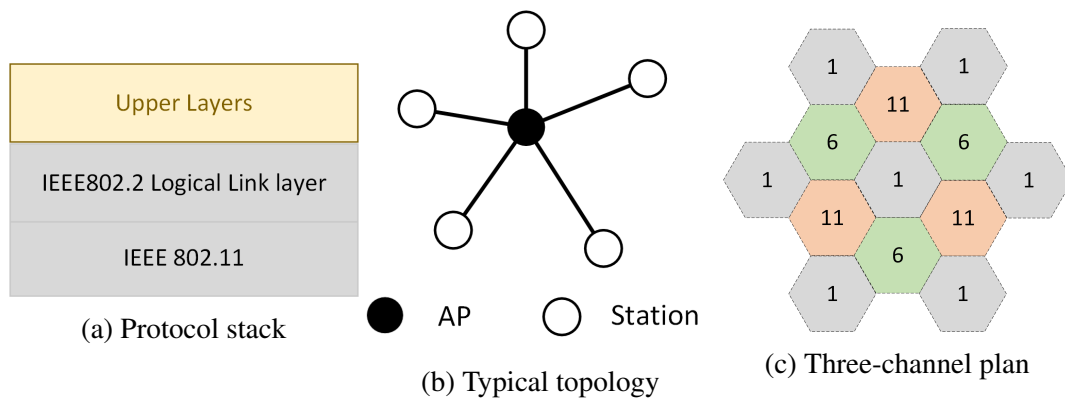 Upper Layers
IEEE802.2 Logical Link layer
IEEE 802.11
(a) Protocol stack
AP
Station
(b) Typical topology
1
1
11
6
6
1
1
1
11
11
6
1
1
(c) Three-channel plan